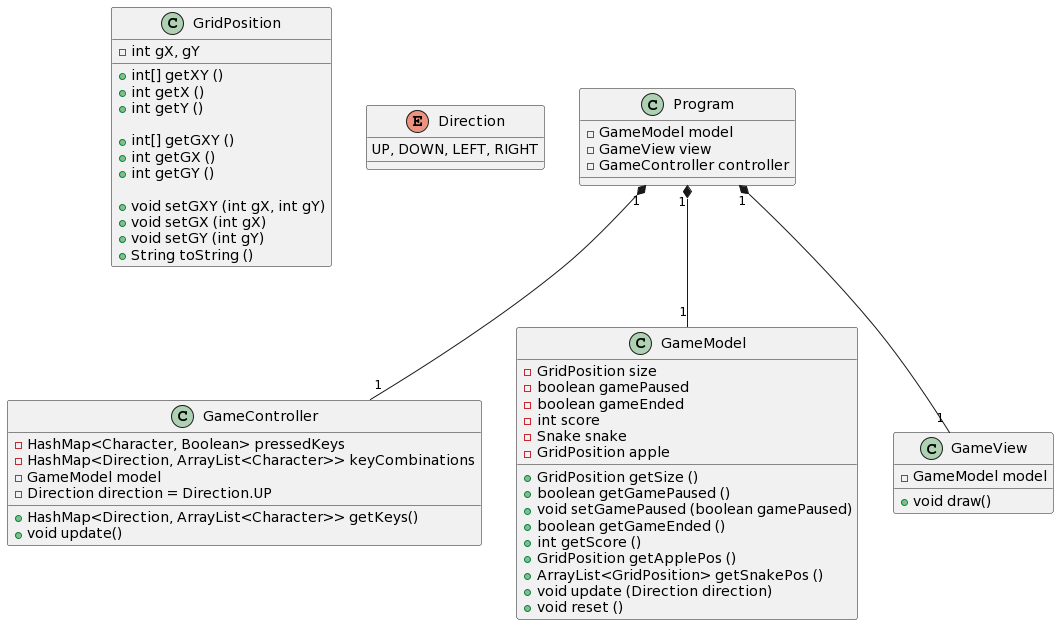 C GridPosition
int gX, gY
int[] getXY ()
int getX ()
int getY ()
int[] getGXY ()
int getGX ()
int getGY ()
void setGXY (int gX, int gY)
void setGX (int gX)
void setGY (int gY)
String toString ()
E Direction
UP, DOWN, LEFT, RIGHT
C Program
GameModel model
GameView view
GameController controller
1
1
1
1
1
1
C GameController
HashMap<Character, Boolean> pressedKeys
HashMap<Direction, ArrayList<Character>> keyCombinations
GameModel model
Direction direction = Direction.UP
HashMap<Direction, ArrayList<Character>> getKeys()
void update()
C GameModel
GridPosition size
boolean gamePaused
boolean gameEnded
int score
Snake snake
GridPosition apple
GridPosition getSize ()
boolean getGamePaused ()
void setGamePaused (boolean gamePaused)
boolean getGameEnded ()
int getScore ()
GridPosition getApplePos ()
ArrayList<GridPosition> getSnakePos ()
void update (Direction direction)
void reset ()
C GameView
GameModel model
void draw()